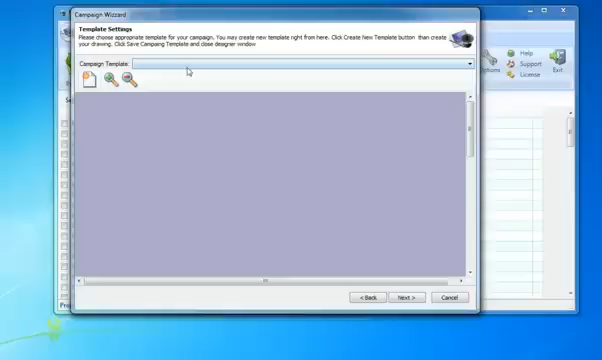 Campaign Wizzard
Template Settings
Please choose appropriate template for your campaign. You may create new template right from here. Click Create New Template button than create
your drawing. Click Save Campaing Template and close designer window
Campaign Template:
Help
Support
License
Options
Exit
< Back
Next >
Cancel